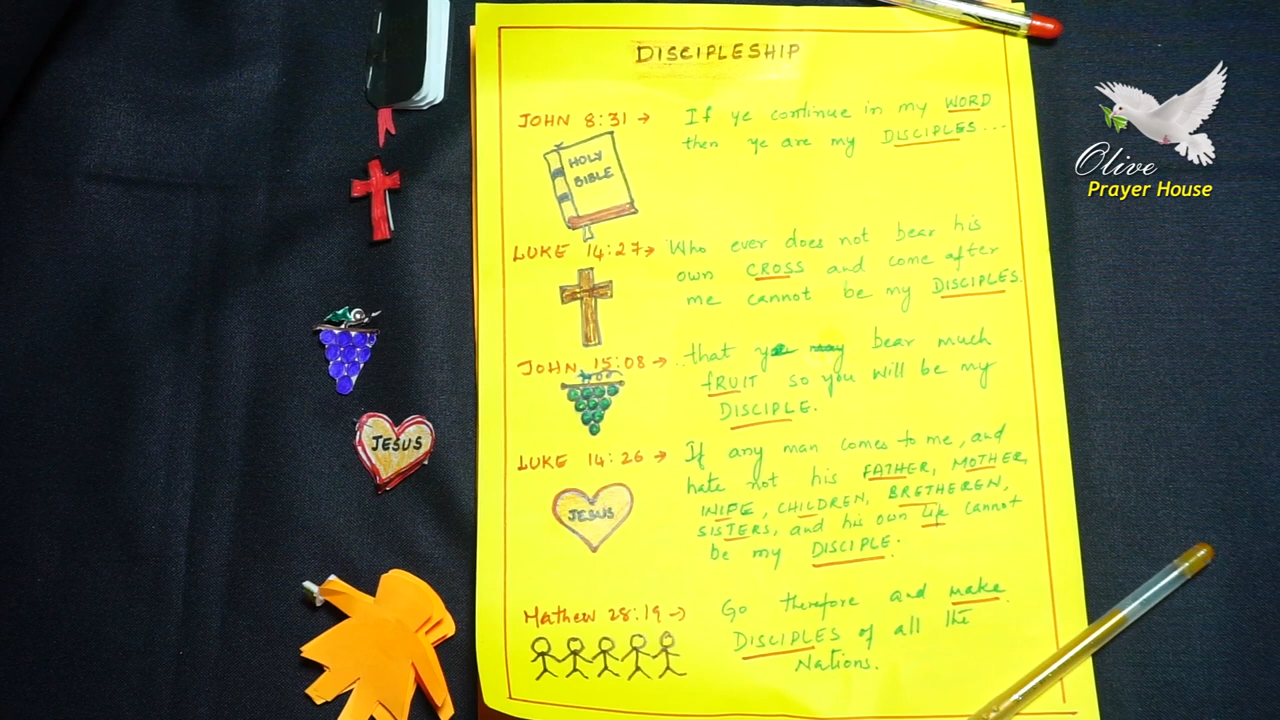 DISCIPLESHIP
JOHN 8:31 → If ye continue in my WORD
then ye are my DISCIPLES...
HOLY
BIBLE
LUKE 14:27 → Who ever does not bear his
own CROSS and come after
me cannot be my DISCIPLES.
JOHN 15:08 → ..that ye may bear much
fRUIT so you will be my
DISCIPLE.
LUKE 14:26 → If any man comes to me, and
hate not his FATHER, MOTHER,
WIFE, CHILDREN, BRETHEREN,
SISTERS, and his own life cannot
be my DISCIPLE.
JESUS
Mathew 28:19 → Go therefore and make
DISCIPLES of all the
Nations.
JESUS
Olive
Prayer House